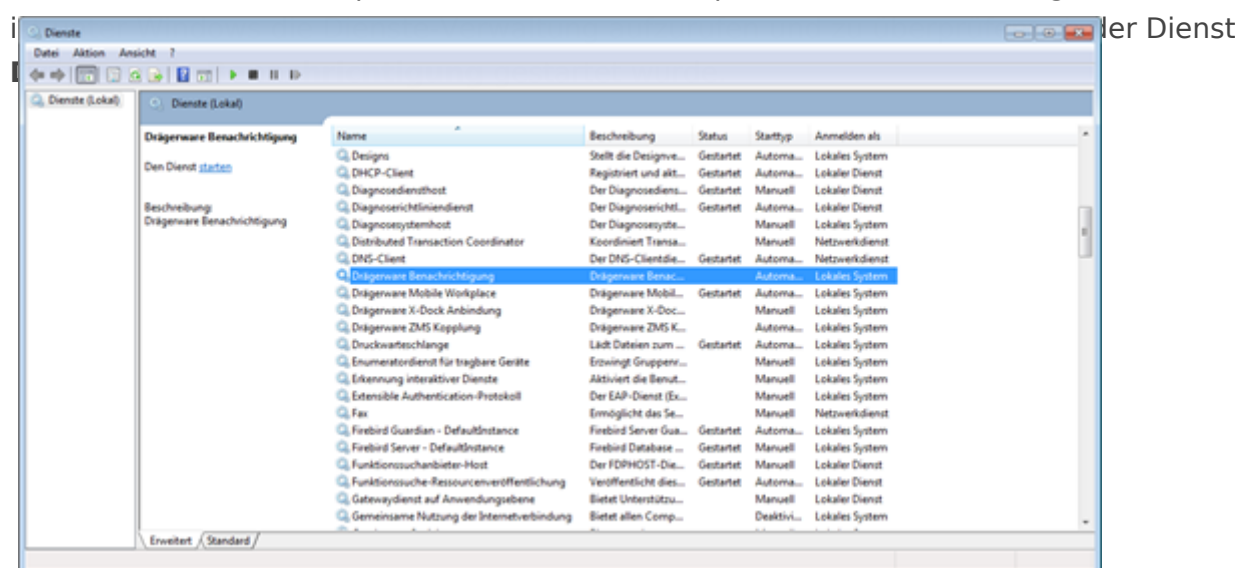 der Dienst
Dienste
Datei Aktion Ansicht ?
Dienste (Lokal)
Dienste (Lokal)
Drägerware Benachrichtigung
Den Dienst starten
Beschreibung:
Drägerware Benachrichtigung
Name Beschreibung Status Starttyp Anmelden als
Designs Stellt die Designve... Gestartet Automa... Lokales System
DHCP-Client Registriert und akt... Gestartet Automa... Lokaler Dienst
Diagnosediensthost Der Diagnosediens... Gestartet Manuell Lokaler Dienst
Diagnoserichtliniendienst Der Diagnoserichtl... Gestartet Automa... Lokaler Dienst
Diagnosesystemhost Der Diagnosesyste... Manuell Lokales System
Distributed Transaction Coordinator Koordiniert Transa... Manuell Netzwerkdienst
DNS-Client Der DNS-Clientdie... Gestartet Automa... Netzwerkdienst
Drägerware Benachrichtigung Drägerware Benac... Automa... Lokales System
Drägerware Mobile Workplace Drägerware Mobil... Gestartet Automa... Lokales System
Drägerware X-Dock Anbindung Drägerware X-Doc... Manuell Lokales System
Drägerware ZMS Kopplung Drägerware ZMS K... Automa... Lokales System
Druckwarteschlange Lädt Dateien zum ... Gestartet Automa... Lokales System
Enumeratordienst für tragbare Geräte Erzwingt Gruppenr... Manuell Lokales System
Erkennung interaktiver Dienste Aktiviert die Benut... Manuell Lokales System
Extensible Authentication-Protokoll Der EAP-Dienst (Ex... Manuell Lokales System
Fax Ermöglicht das Se... Manuell Netzwerkdienst
Firebird Guardian - DefaultInstance Firebird Server Gua... Gestartet Automa... Lokales System
Firebird Server - DefaultInstance Firebird Database ... Gestartet Manuell Lokales System
Funktionssuchanbieter-Host Der FDPHOST-Die... Gestartet Manuell Lokaler Dienst
Funktionssuche-Ressourcenveröffentlichung Veröffentlicht dies... Gestartet Automa... Lokaler Dienst
Gatewaydienst auf Anwendungsebene Bietet Unterstützu... Manuell Lokaler Dienst
Gemeinsame Nutzung der Internetverbindung Bietet allen Comp... Deaktivi... Lokales System
Erweitert Standard